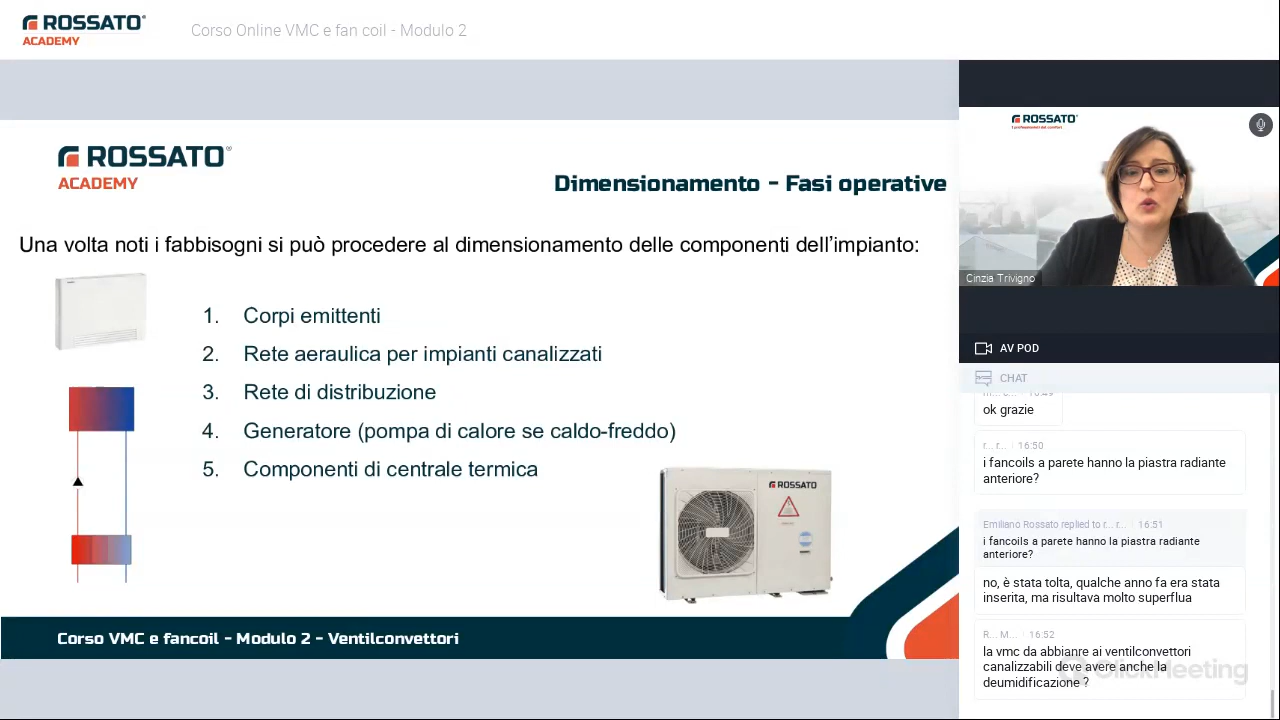 ROSSATO®
ACADEMY
Corso Online VMC e fan coil - Modulo 2
ROSSATO®
ACADEMY
Dimensionamento - Fasi operative
Una volta noti i fabbisogni si può procedere al dimensionamento delle componenti dell'impianto:
1. Corpi emittenti
2. Rete aeraulica per impianti canalizzati
3. Rete di distribuzione
4. Generatore (pompa di calore se caldo-freddo)
5. Componenti di centrale termica
ROSSATO
Corso VMC e fancoil - Modulo 2 - Ventilconvettori
ROSSATO
I professionisti del comfort
Cinzia Trivigno
AV POD
CHAT
ok grazie
r... r... 16:50
i fancoils a parete hanno la piastra radiante
anteriore?
Emiliano Rossato replied to r... r... 16:51
i fancoils a parete hanno la piastra radiante
anteriore?
no, è stata tolta, qualche anno fa era stata
inserita, ma risultava molto superflua
R... M... 16:52
la vmc da abbianre ai ventilconvettori
canalizzabili deve avere anche la
deumidificazione ?
ClickMeeting